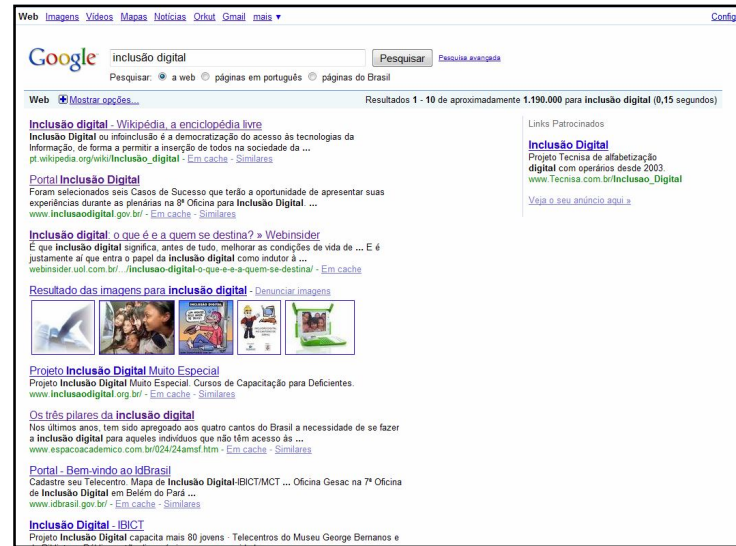 Web Imagens Vídeos Mapas Notícias Orkut Gmail mais ▼ Config
Google inclusão digital Pesquisar Pesquisa avançada
Pesquisar: a web páginas em português páginas do Brasil
Web Mostrar opções... Resultados 1 - 10 de aproximadamente 1.190.000 para inclusão digital (0,15 segundos)
Inclusão digital - Wikipédia, a enciclopédia livre
Inclusão Digital ou infoinclusão é a democratização do acesso às tecnologias da
Informação, de forma a permitir a inserção de todos na sociedade da ...
pt.wikipedia.org/wiki/Inclusão_digital - Em cache - Similares
Portal Inclusão Digital
Foram selecionados seis Casos de Sucesso que terão a oportunidade de apresentar suas
experiências durante as plenárias na 8ª Oficina para Inclusão Digital. ...
www.inclusaodigital.gov.br/ - Em cache - Similares
Inclusão digital: o que é e a quem se destina? » Webinsider
É que inclusão digital significa, antes de tudo, melhorar as condições de vida de ... E é
justamente aí que entra o papel da inclusão digital como indutor à ...
webinsider.uol.com.br/.../inclusao-digital-o-que-e-e-a-quem-se-destina/ - Em cache
Resultado das imagens para inclusão digital - Denunciar imagens
INCLUSÃO DIGITAL
Projeto Inclusão Digital Muito Especial
Projeto Inclusão Digital Muito Especial. Cursos de Capacitação para Deficientes.
www.inclusaodigital.org.br/ - Em cache - Similares
Os três pilares da inclusão digital
Nos últimos anos, tem sido apregoado aos quatro cantos do Brasil a necessidade de se fazer
a inclusão digital para aqueles indivíduos que não têm acesso às ...
www.espacoacademico.com.br/024/24amsf.htm - Em cache - Similares
Portal - Bem-vindo ao IdBrasil
Cadastre seu Telecentro. Mapa de Inclusão Digital-IBICT/MCT ... Oficina Gesac na 7ª Oficina
de Inclusão Digital em Belém do Pará ...
www.idbrasil.gov.br/ - Em cache - Similares
Inclusão Digital - IBICT
Projeto Inclusão Digital capacita mais 80 jovens · Telecentros do Museu George Bernanos e
Links Patrocinados
Inclusão Digital
Projeto Tecnisa de alfabetização
digital com operários desde 2003.
www.Tecnisa.com.br/Inclusao_Digital
Veja o seu anúncio aqui »